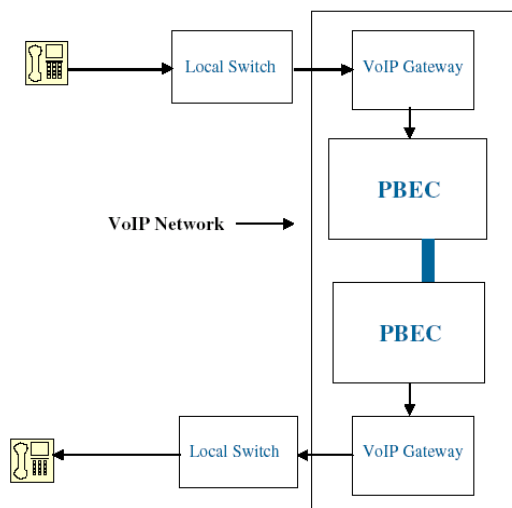 Local Switch
VoIP Gateway
PBEC
VoIP Network
PBEC
Local Switch
VoIP Gateway